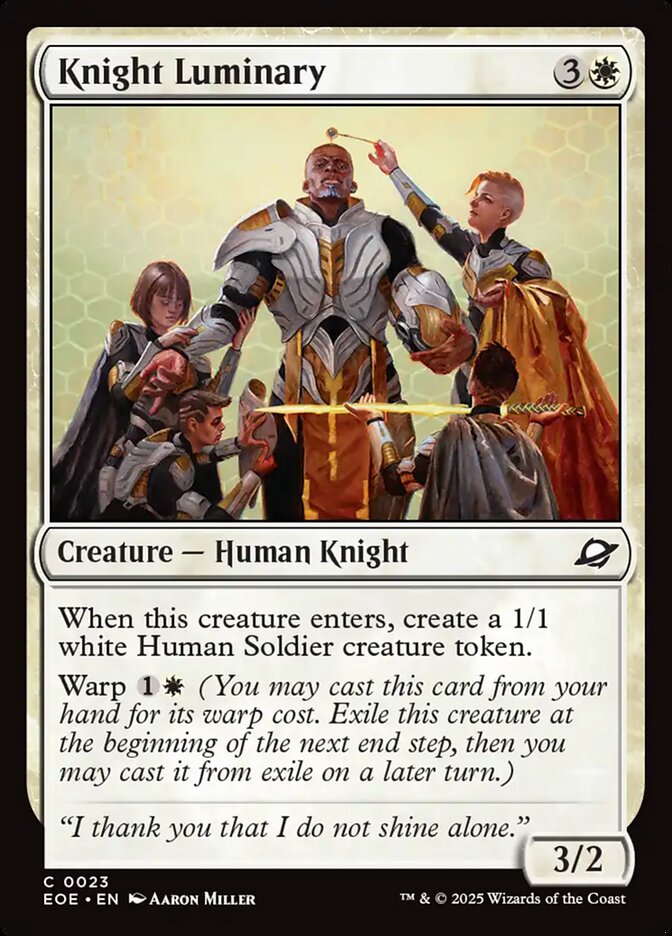 Knight Luminary
3
Creature — Human Knight
When this creature enters, create a 1/1
white Human Soldier creature token.
Warp 1 (You may cast this card from your
hand for its warp cost. Exile this creature at
the beginning of the next end step, then you
may cast it from exile on a later turn.)
“I thank you that I do not shine alone.”
3/2
C 0023
EOE • EN Aaron Miller
™ & © 2025 Wizards of the Coast